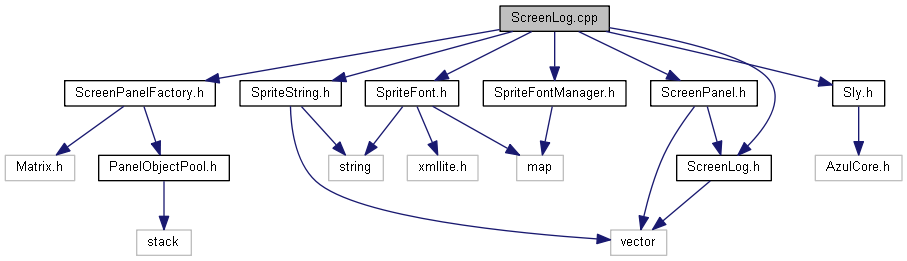 ScreenLog.cpp
ScreenPanelFactory.h
SpriteString.h
SpriteFont.h
SpriteFontManager.h
ScreenPanel.h
Sly.h
Matrix.h
PanelObjectPool.h
string
xmllite.h
map
ScreenLog.h
AzulCore.h
stack
vector